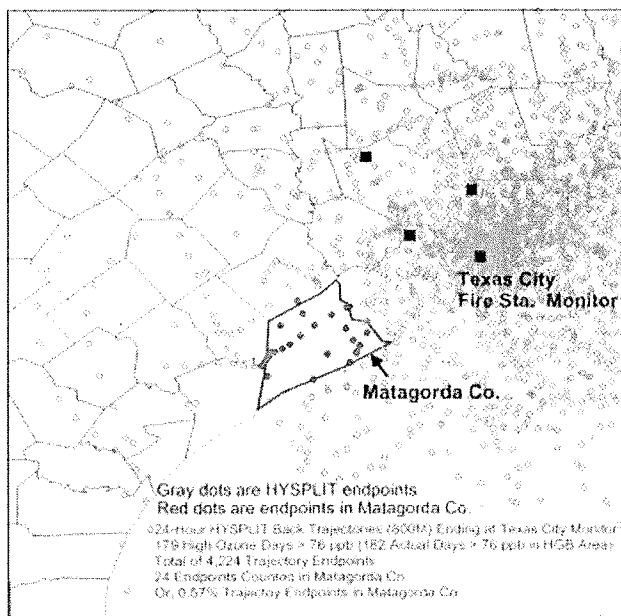 Texas City
Fire Sta. Monitor
Matagorda Co.
Gray dots are HYSPLIT endpoints
Red dots are endpoints in Matagorda Co.
24-hour HYSPLIT Back Trajectories (600M) Ending at Texas City Monitor
179 High Ozone Days > 76 ppb (182 Actual Days > 76 ppb in HGB Area)
Total of 4,224 Trajectory Endpoints
24 Endpoints Counted in Matagorda Co
Or, 0.57% Trajectoy Endpoints in Matagorda Co